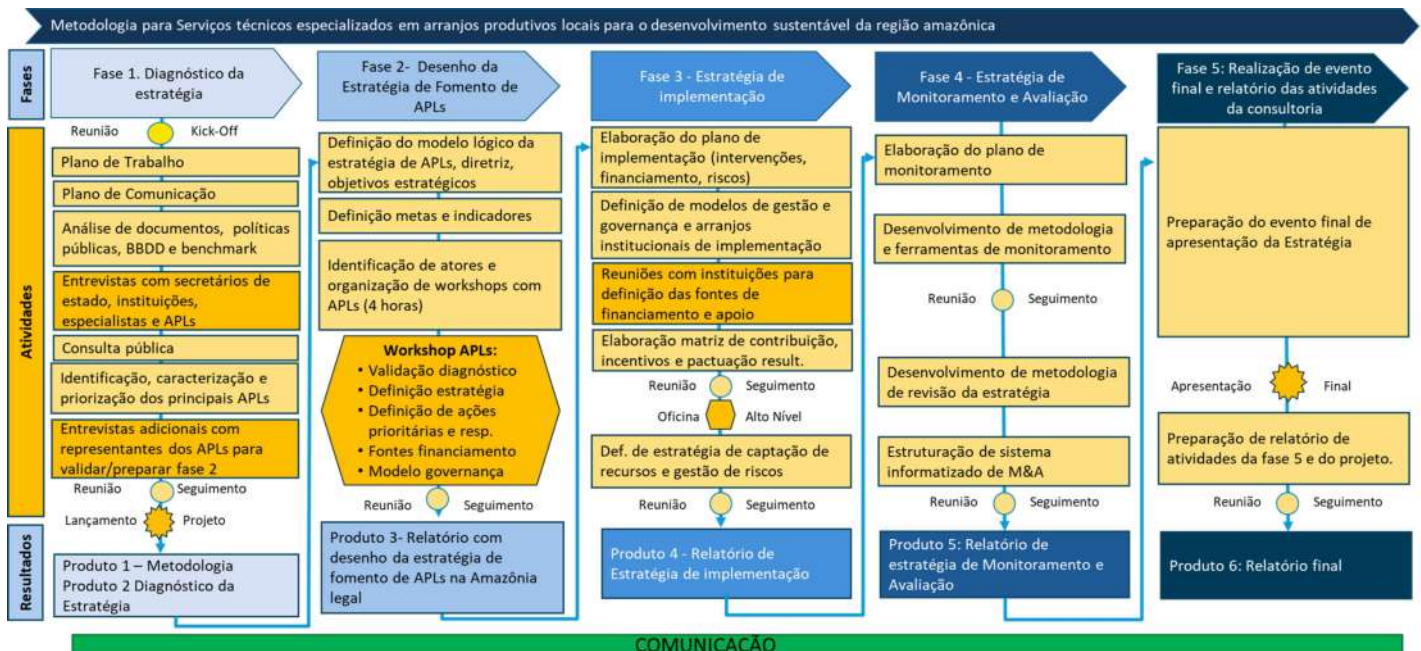 Metodologia para Serviços técnicos especializados em arranjos produtivos locais para o desenvolvimento sustentável da região amazônica
Fases
Fase 1. Diagnóstico da
estratégia
Fase 2- Desenho da
Estratégia de Fomento de
APLs
Fase 3 - Estratégia de
implementação
Fase 4 - Estratégia de
Monitoramento e Avaliação
Fase 5: Realização de evento
final e relatório das atividades
da consultoria
Atividades
Reunião Kick-Off
Plano de Trabalho
Plano de Comunicação
Análise de documentos, políticas
públicas, BBDD e benchmark
Entrevistas com secretários de
estado, instituições,
especialistas e APLs
Consulta pública
Identificação, caracterização e
priorização dos principais APLs
Entrevistas adicionais com
representantes dos APLs para
validar/preparar fase 2
Reunião Seguimento
Lançamento Projeto
Definição do modelo lógico da
estratégia de APLs, diretriz,
objetivos estratégicos
Definição metas e indicadores
Identificação de atores e
organização de workshops com
APLs (4 horas)
Workshop APLs:
• Validação diagnóstico
• Definição estratégia
• Definição de ações
prioritárias e resp.
• Fontes financiamento
• Modelo governança
Reunião Seguimento
Elaboração do plano de
implementação (intervenções,
financiamento, riscos)
Definição de modelos de gestão e
governança e arranjos
institucionais de implementação
Reuniões com instituições para
definição das fontes de
financiamento e apoio
Elaboração matriz de contribuição,
incentivos e pactuação result.
Reunião Seguimento
Oficina Alto Nível
Def. de estratégia de captação de
recursos e gestão de riscos
Elaboração do plano de
monitoramento
Desenvolvimento de metodologia
e ferramentas de monitoramento
Reunião Seguimento
Desenvolvimento de metodologia
de revisão da estratégia
Estruturação de sistema
informatizado de M&A
Reunião Seguimento
Preparação do evento final de
apresentação da Estratégia
Apresentação Final
Preparação de relatório de
atividades da fase 5 e do projeto.
Reunião Seguimento
Resultados
Produto 1 – Metodologia
Produto 2 Diagnóstico da
Estratégia
Produto 3- Relatório com
desenho da estratégia de
fomento de APLs na Amazônia
legal
Produto 4 - Relatório de
Estratégia de implementação
Produto 5: Relatório de
estratégia de Monitoramento e
Avaliação
Produto 6: Relatório final
COMUNICAÇÃO